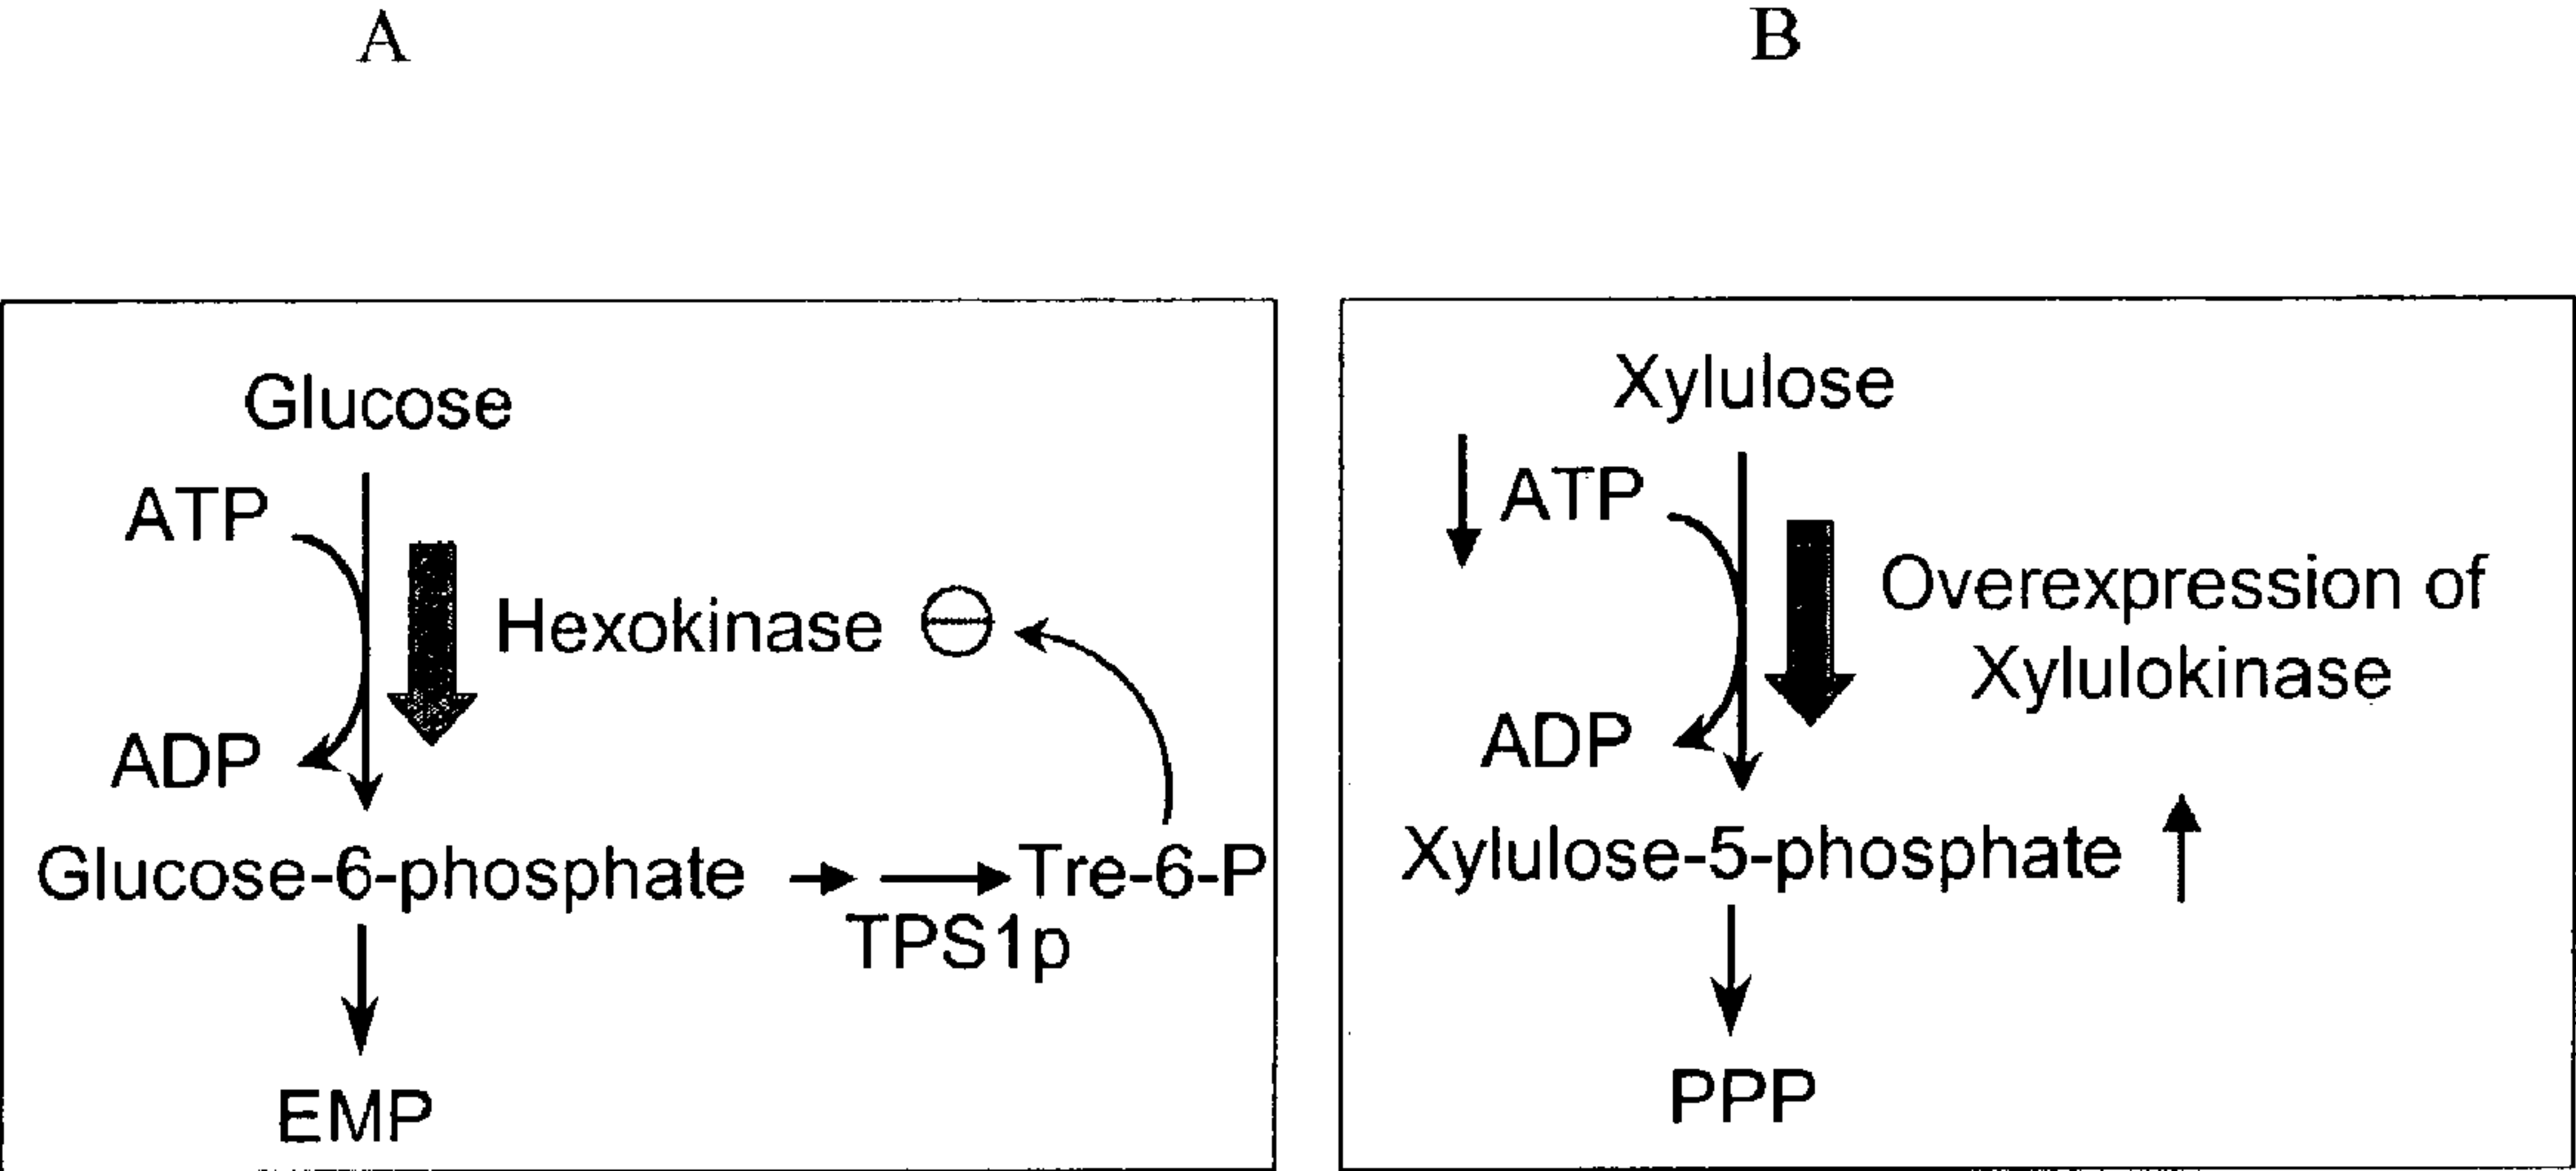 A
B
Glucose
ATP
Hexokinase
ADP
Glucose-6-phosphate
Tre-6-P
TPS1p
EMP
Xylulose
ATP
Overexpression of
Xylulokinase
ADP
Xylulose-5-phosphate
PPP